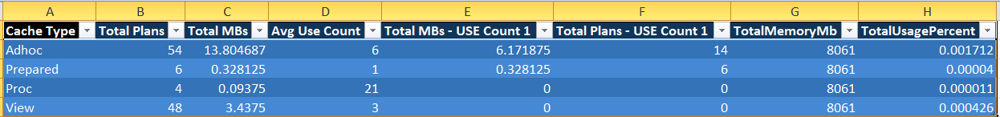 A B C D E F G H
Cache Type Total Plans Total MBs Avg Use Count Total MBs - USE Count 1 Total Plans - USE Count 1 TotalMemoryMb TotalUsagePercent
Adhoc 54 13.804687 6 6.171875 14 8061 0.001712
Prepared 6 0.328125 1 0.328125 6 8061 0.00004
Proc 4 0.09375 21 0 0 8061 0.000011
View 48 3.4375 3 0 0 8061 0.000426